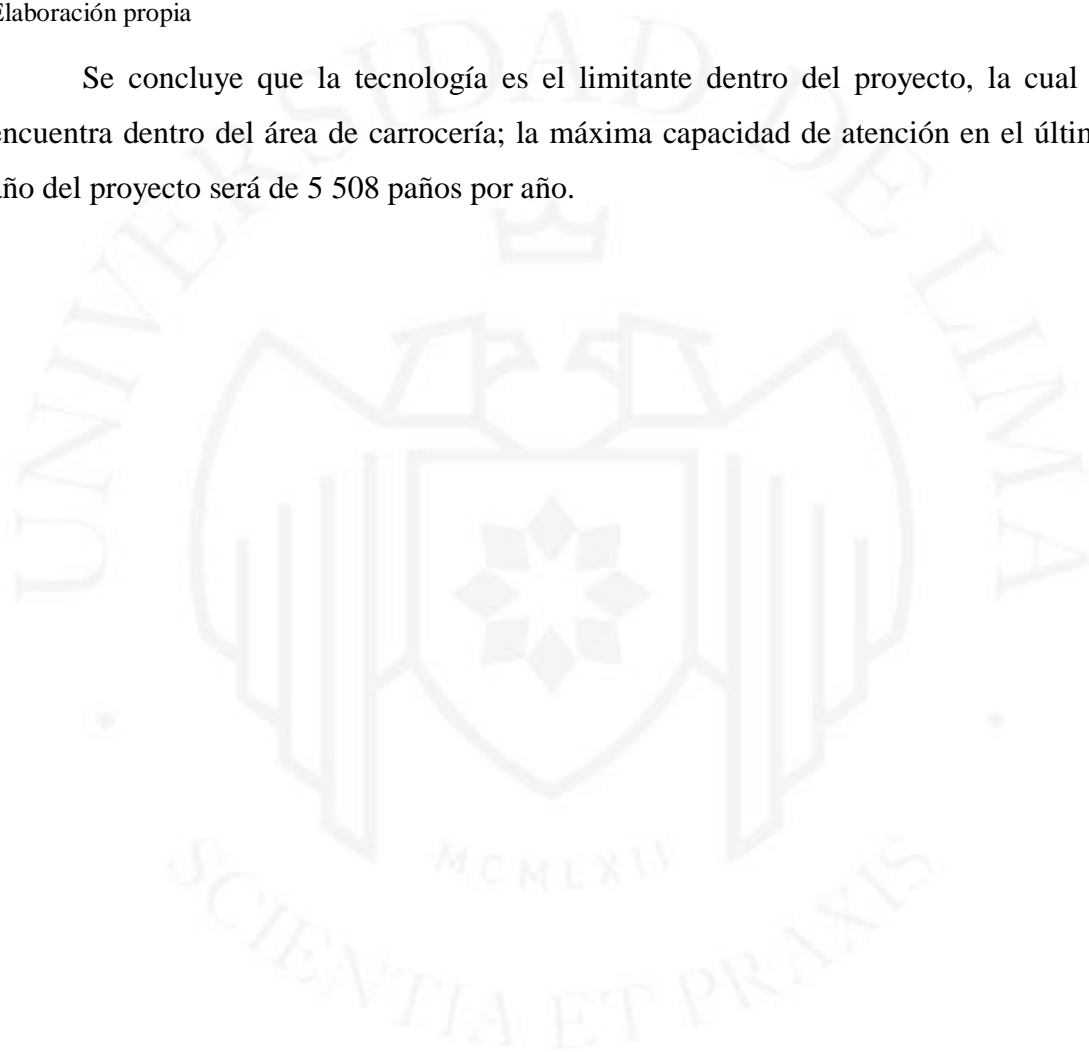 Elaboración propia
Se concluye que la tecnología es el limitante dentro del proyecto, la cual
encuentra dentro del área de carrocería; la máxima capacidad de atención en el últim
año del proyecto será de 5 508 paños por año.
UNIVERSIDAD DE LIMA
MCMLXII
SCIENTIA ET PRAXIS